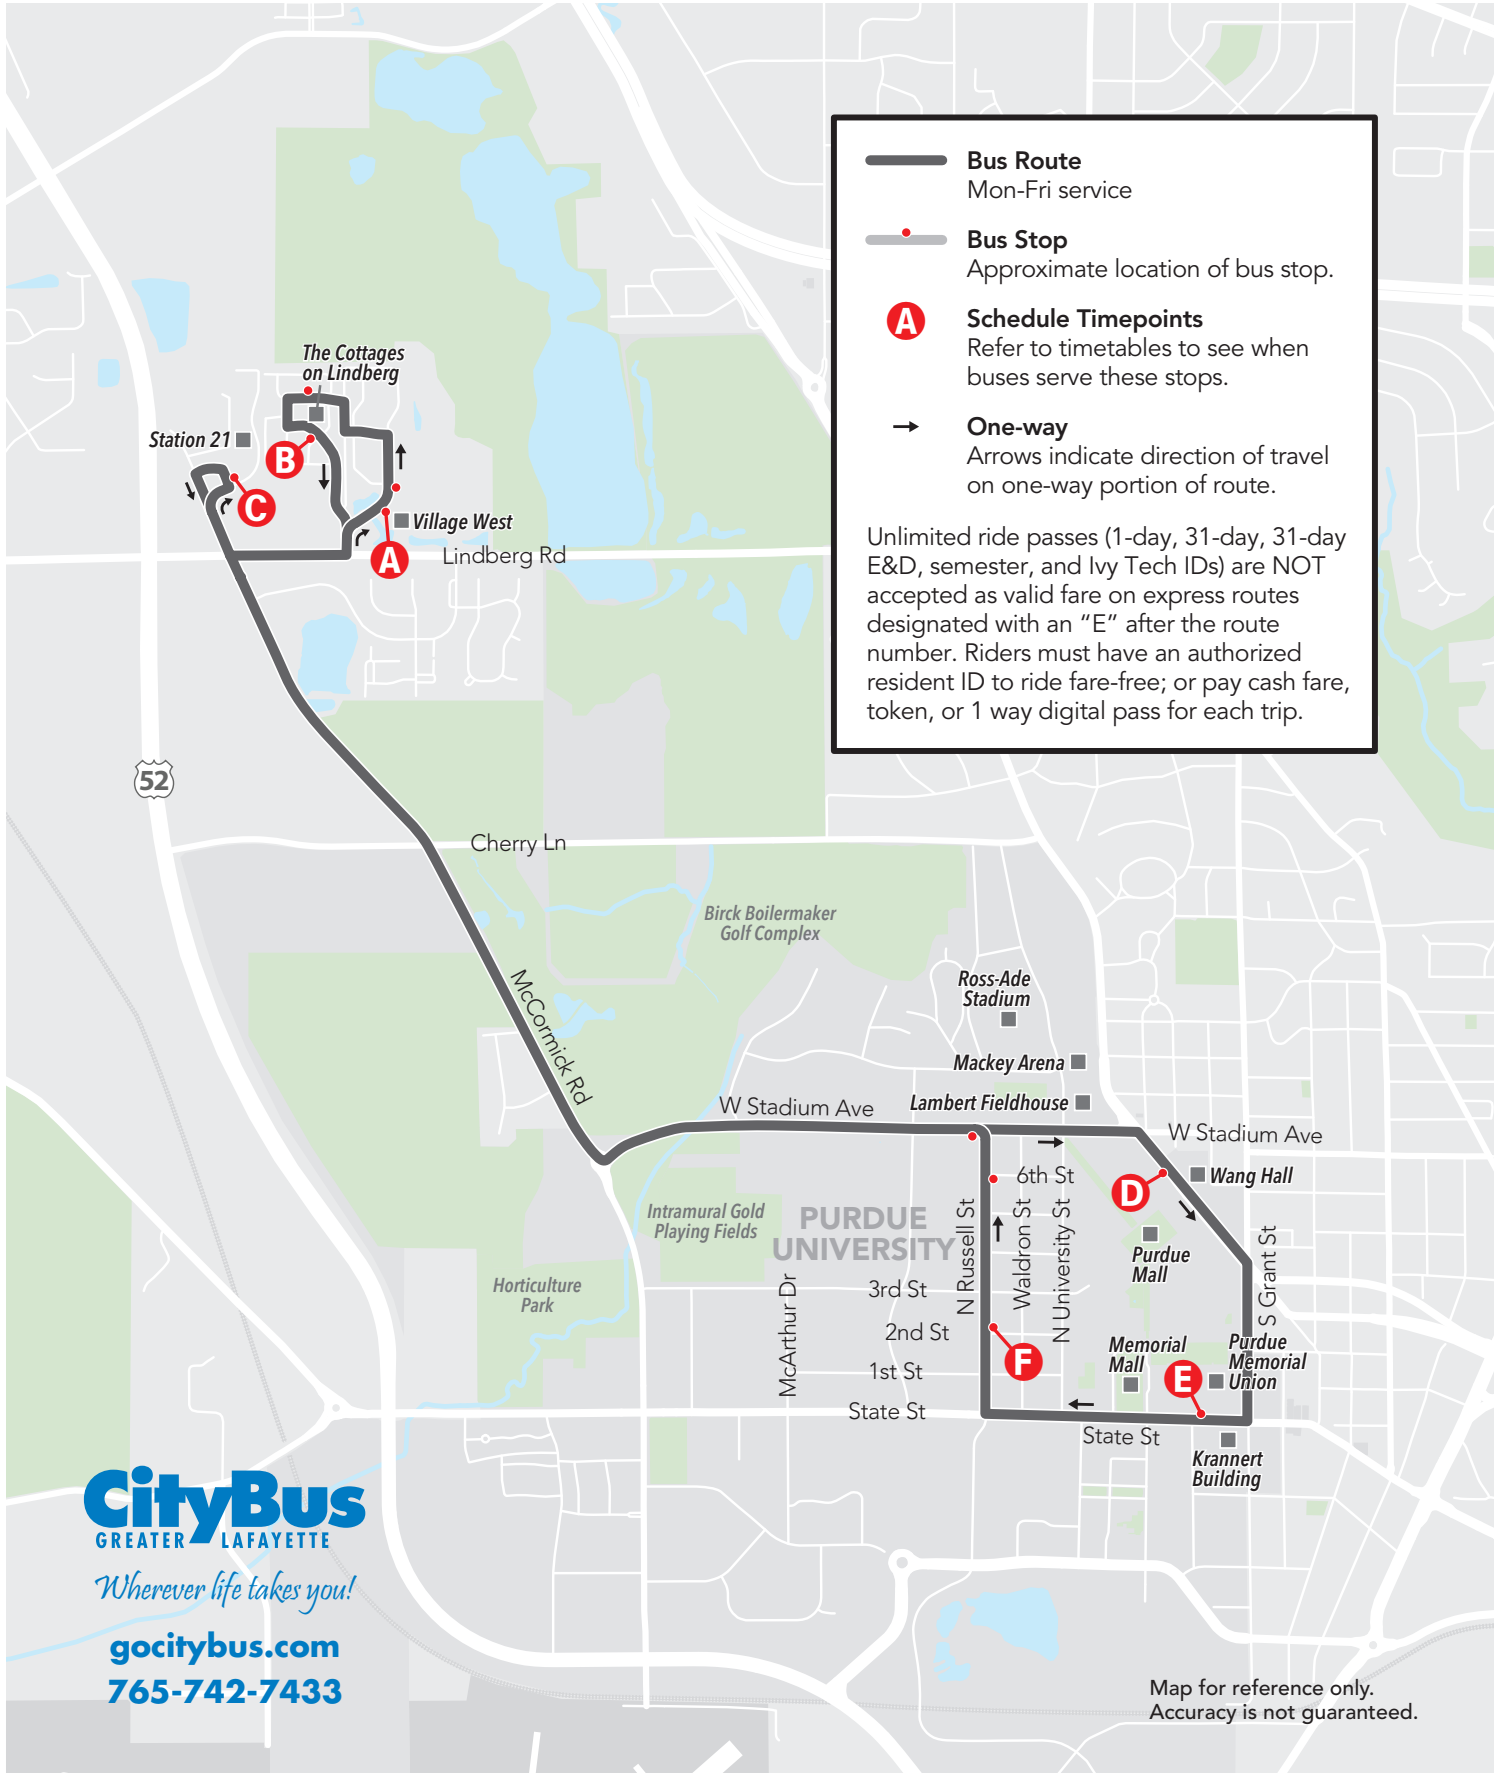 Bus Route
Mon-Fri service
Bus Stop
Approximate location of bus stop.
A
Schedule Timepoints
Refer to timetables to see when
buses serve these stops.
One-way
Arrows indicate direction of travel
on one-way portion of route.
Unlimited ride passes (1-day, 31-day, 31-day
E&D, semester, and Ivy Tech IDs) are NOT
accepted as valid fare on express routes
designated with an “E” after the route
number. Riders must have an authorized
resident ID to ride fare-free; or pay cash fare,
token, or 1 way digital pass for each trip.
The Cottages
on Lindberg
Station 21
B
C
Village West
A
Lindberg Rd
52
Cherry Ln
Birck Boilermaker
Golf Complex
McCormick Rd
Ross-Ade
Stadium
Mackey Arena
Lambert Fieldhouse
W Stadium Ave
W Stadium Ave
6th St
D
Wang Hall
Intramural Gold
Playing Fields
PURDUE
UNIVERSITY
N Russell St
Waldron St
N University St
Purdue
Mall
S Grant St
Horticulture
Park
McArthur Dr
3rd St
2nd St
1st St
State St
F
Memorial
Mall
E
Purdue
Memorial
Union
State St
Krannert
Building
CityBus
GREATER LAFAYETTE
Wherever life takes you!
gocitybus.com
765-742-7433
Map for reference only.
Accuracy is not guaranteed.